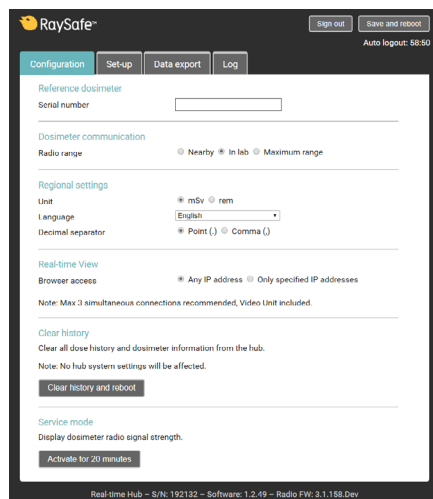 RaySafe™
Sign out
Save and reboot
Auto logout: 58:50
Configuration
Set-up
Data export
Log
Reference dosimeter
Serial number
Dosimeter communication
Radio range Nearby In lab Maximum range
Regional settings
Unit mSv rem
Language English
Decimal separator Point (.) Comma (,)
Real-time View
Browser access Any IP address Only specified IP addresses
Note: Max 3 simultaneous connections recommended, Video Unit included.
Clear history
Clear all dose history and dosimeter information from the hub.
Note: No hub system settings will be affected.
Clear history and reboot
Service mode
Display dosimeter radio signal strength.
Activate for 20 minutes
Real-time Hub – S/N: 192132 – Software: 1.2.49 – Radio FW: 3.1.158.Dev